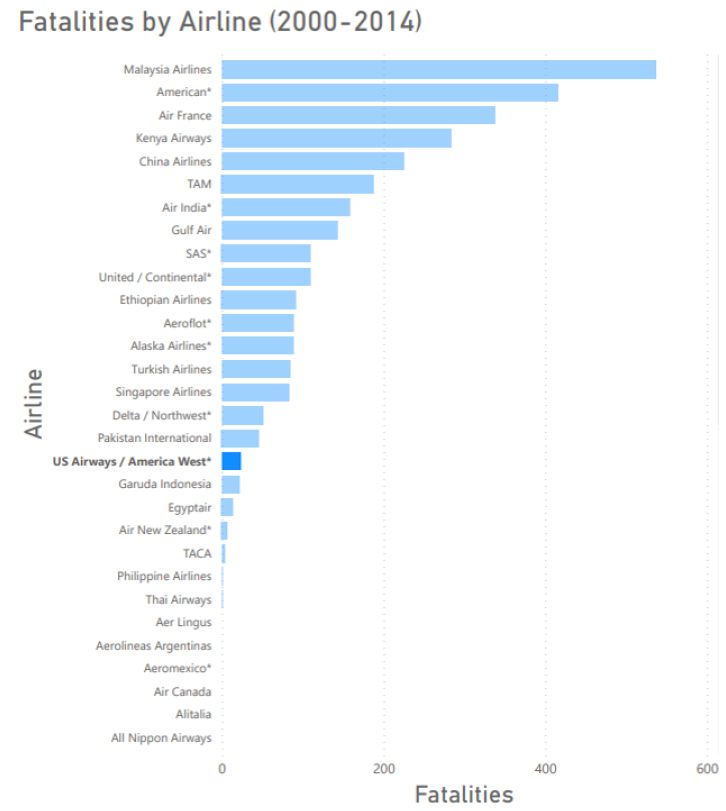 Fatalities by Airline (2000-2014)
Airline
Malaysia Airlines
American*
Air France
Kenya Airways
China Airlines
TAM
Air India*
Gulf Air
SAS*
United / Continental*
Ethiopian Airlines
Aeroflot*
Alaska Airlines*
Turkish Airlines
Singapore Airlines
Delta / Northwest*
Pakistan International
US Airways / America West*
Garuda Indonesia
Egyptair
Air New Zealand*
TACA
Philippine Airlines
Thai Airways
Aer Lingus
Aerolineas Argentinas
Aeromexico*
Air Canada
Alitalia
All Nippon Airways
0 200 400 600
Fatalities